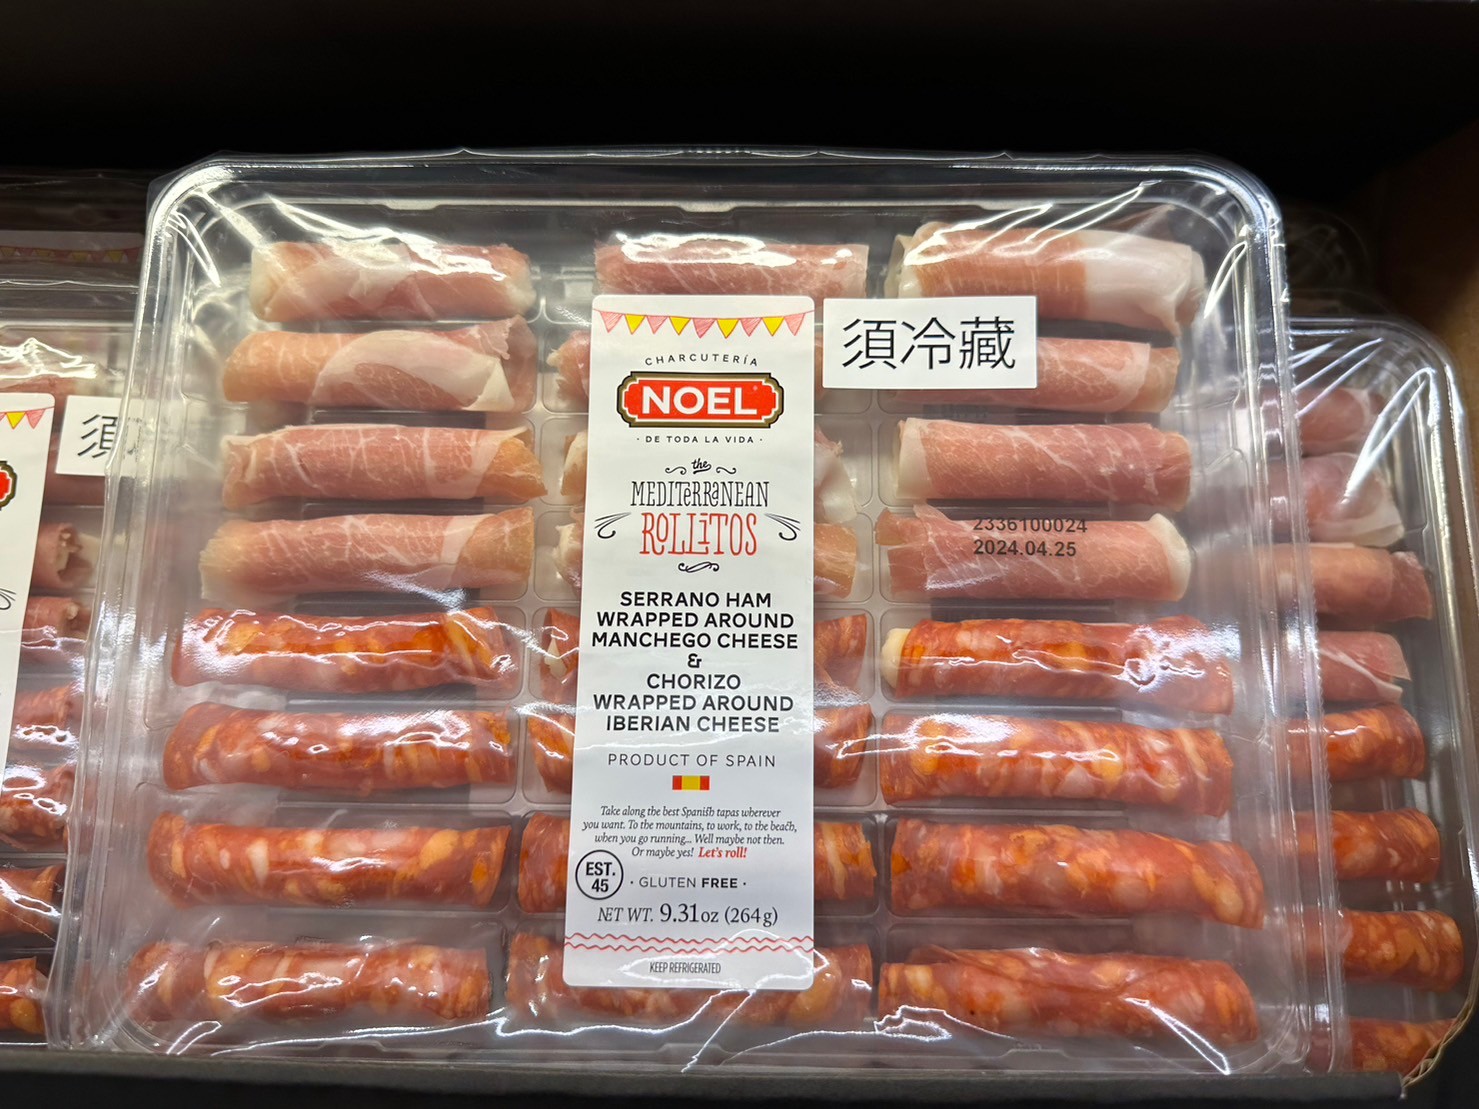 CHARCUTERÍA
NOEL
· DE TODA LA VIDA ·
the
MEDITERRANEAN
ROLLITOS
SERRANO HAM
WRAPPED AROUND
MANCHEGO CHEESE
&
CHORIZO
WRAPPED AROUND
IBERIAN CHEESE
PRODUCT OF SPAIN
Take along the best Spanish tapas wherever
you want. To the mountains, to work, to the beach,
when you go running... Well maybe not then.
Or maybe yes! Let's roll!
EST.
45
· GLUTEN FREE ·
NET WT. 9.31oz (264g)
KEEP REFRIGERATED
須冷藏
2336100024
2024.04.25
須